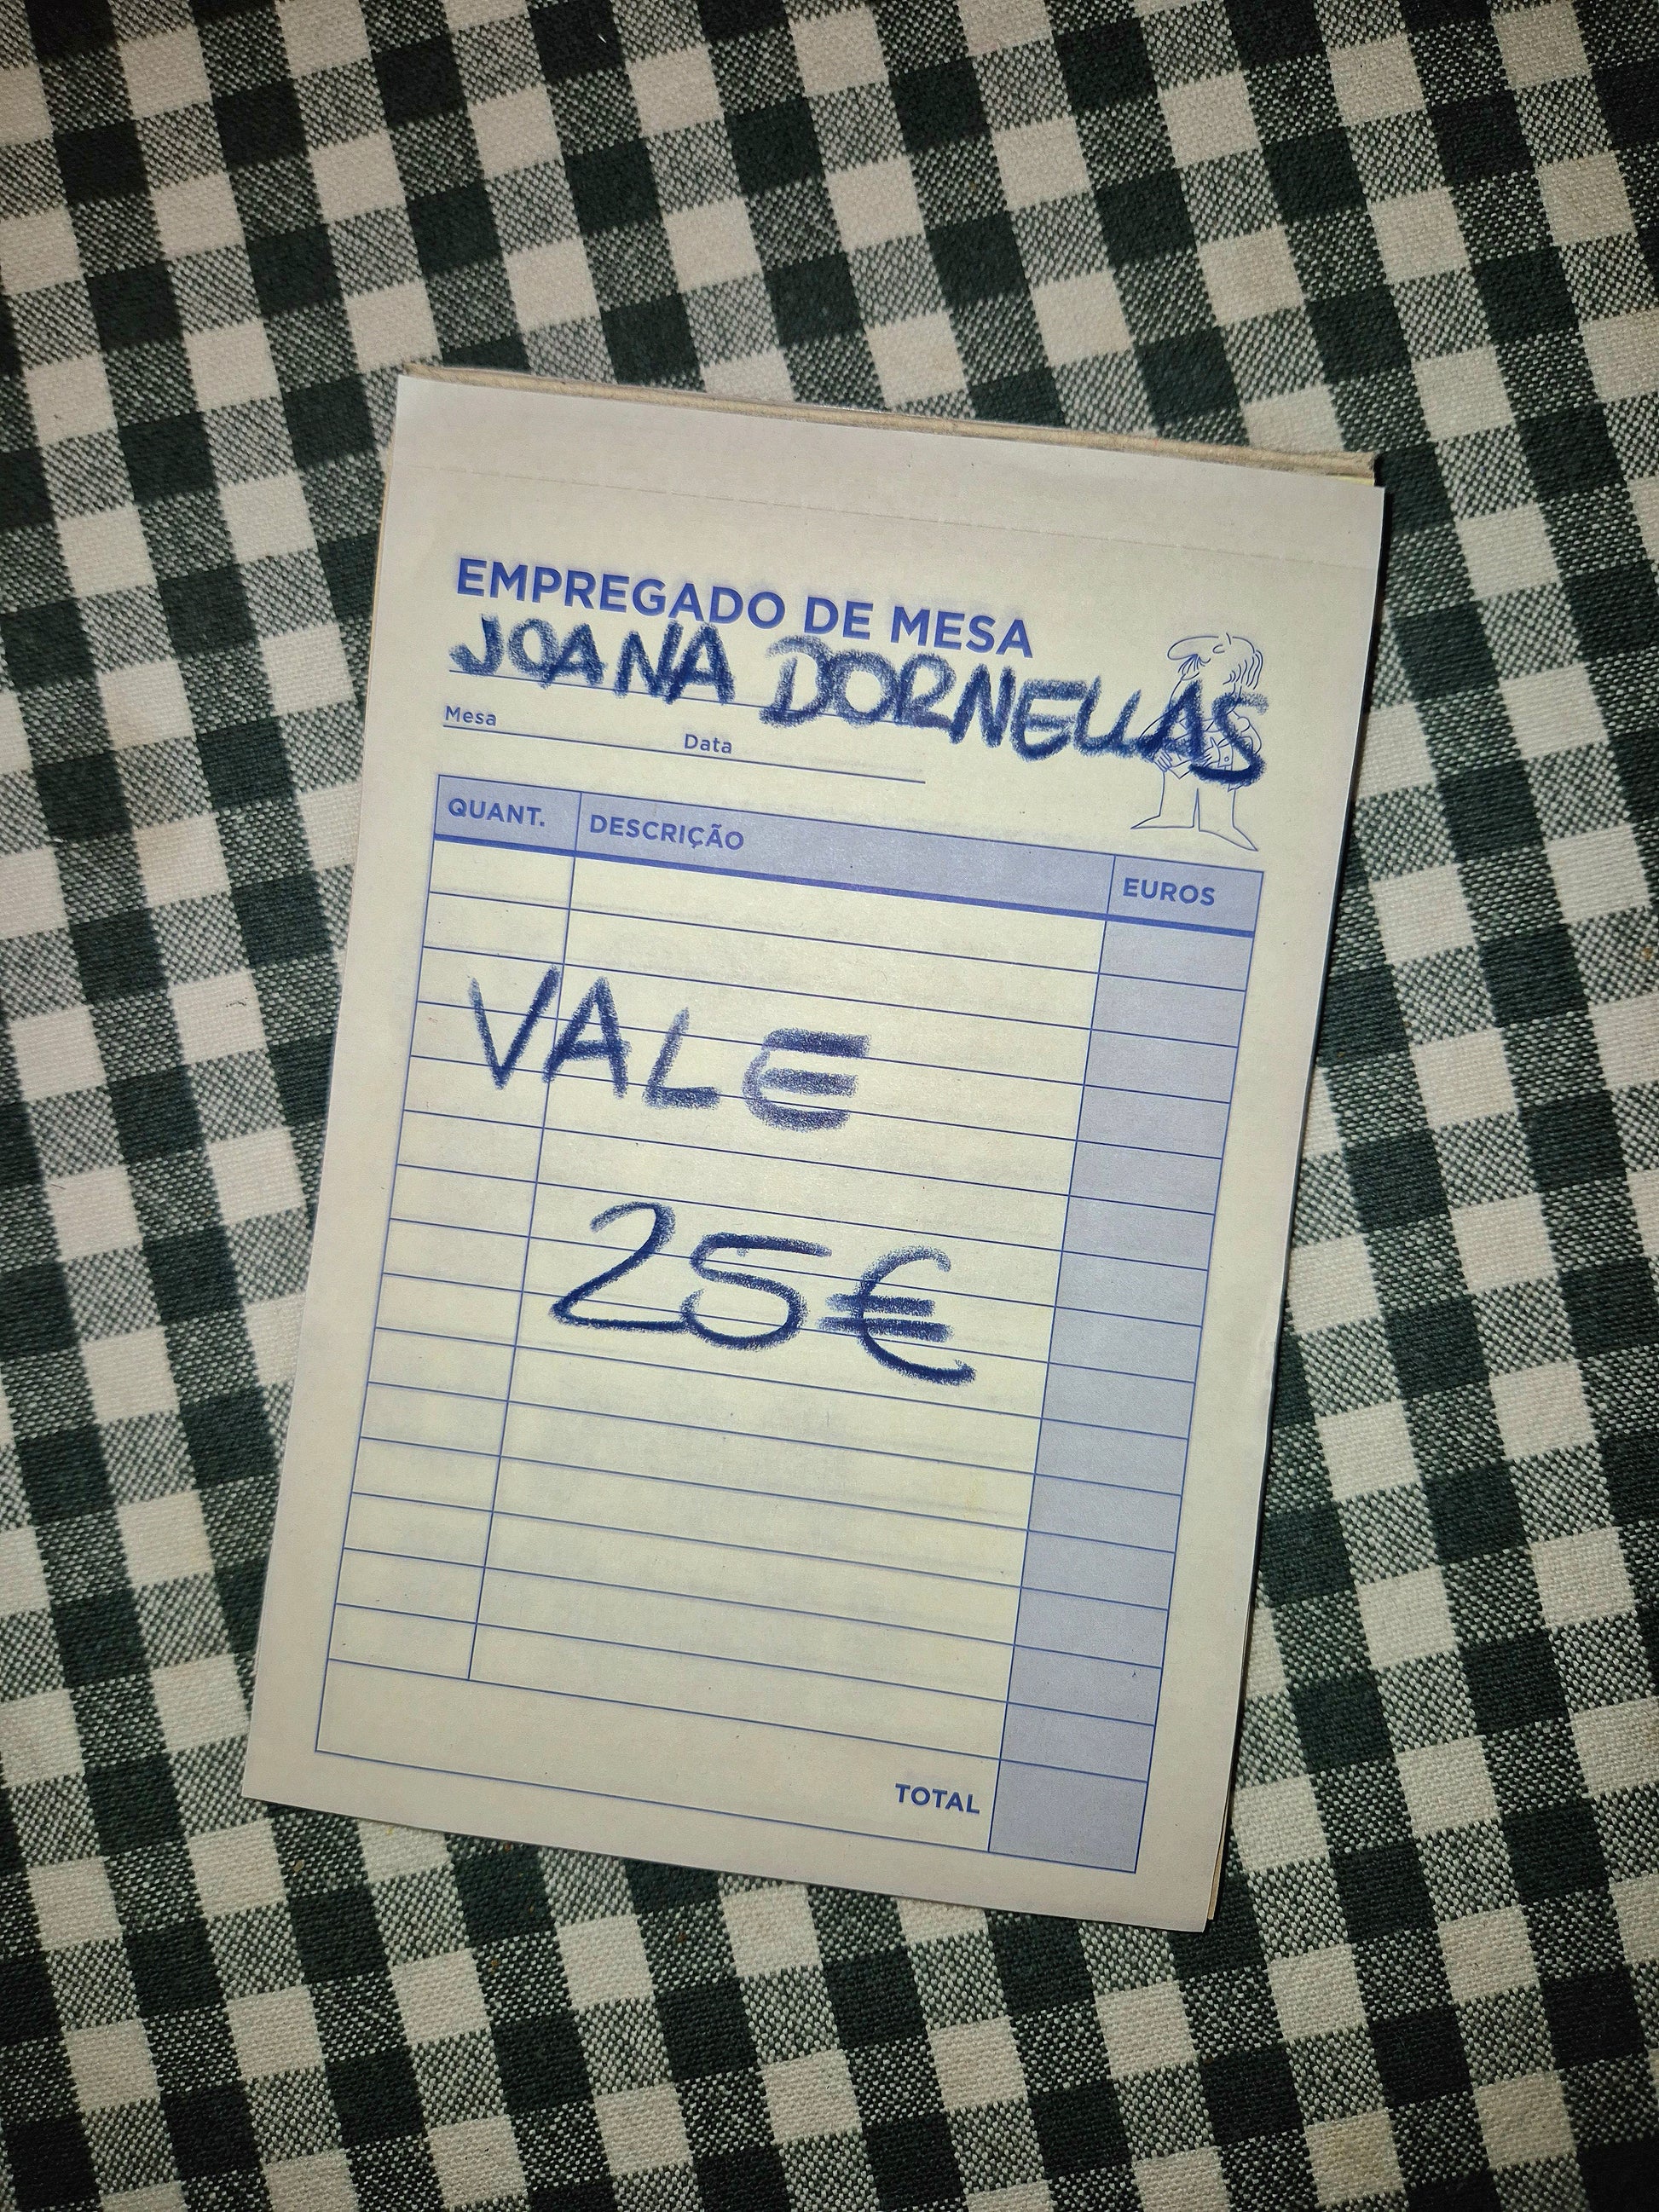 EMPREGADO DE MESA
JOANA DORNELLAS
Mesa Data
QUANT. DESCRIÇÃO EUROS
VALE
25€
TOTAL